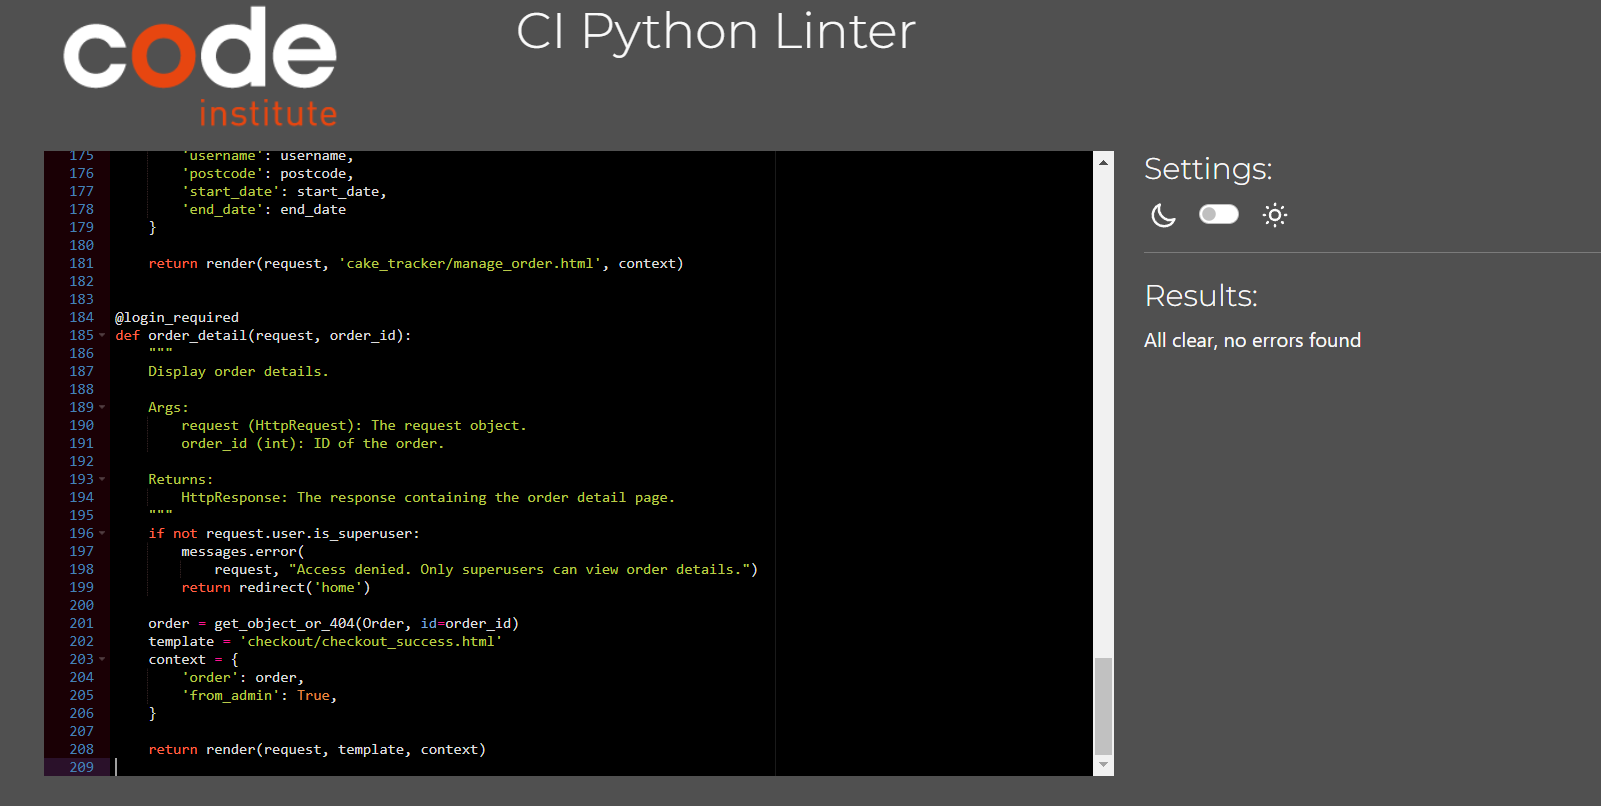 code
institute
CI Python Linter
175 'username': username,
176 'postcode': postcode,
177 'start_date': start_date,
178 'end_date': end_date
179 }
180
181 return render(request, 'cake_tracker/manage_order.html', context)
182
183
184 @login_required
185 def order_detail(request, order_id):
186 """
187 Display order details.
188
189 Args:
190 request (HttpRequest): The request object.
191 order_id (int): ID of the order.
192
193 Returns:
194 HttpResponse: The response containing the order detail page.
195 """
196 if not request.user.is_superuser:
197 messages.error(
198 request, "Access denied. Only superusers can view order details.")
199 return redirect('home')
200
201 order = get_object_or_404(Order, id=order_id)
202 template = 'checkout/checkout_success.html'
203 context = {
204 'order': order,
205 'from_admin': True,
206 }
207
208 return render(request, template, context)
209
Settings:
Results:
All clear, no errors found